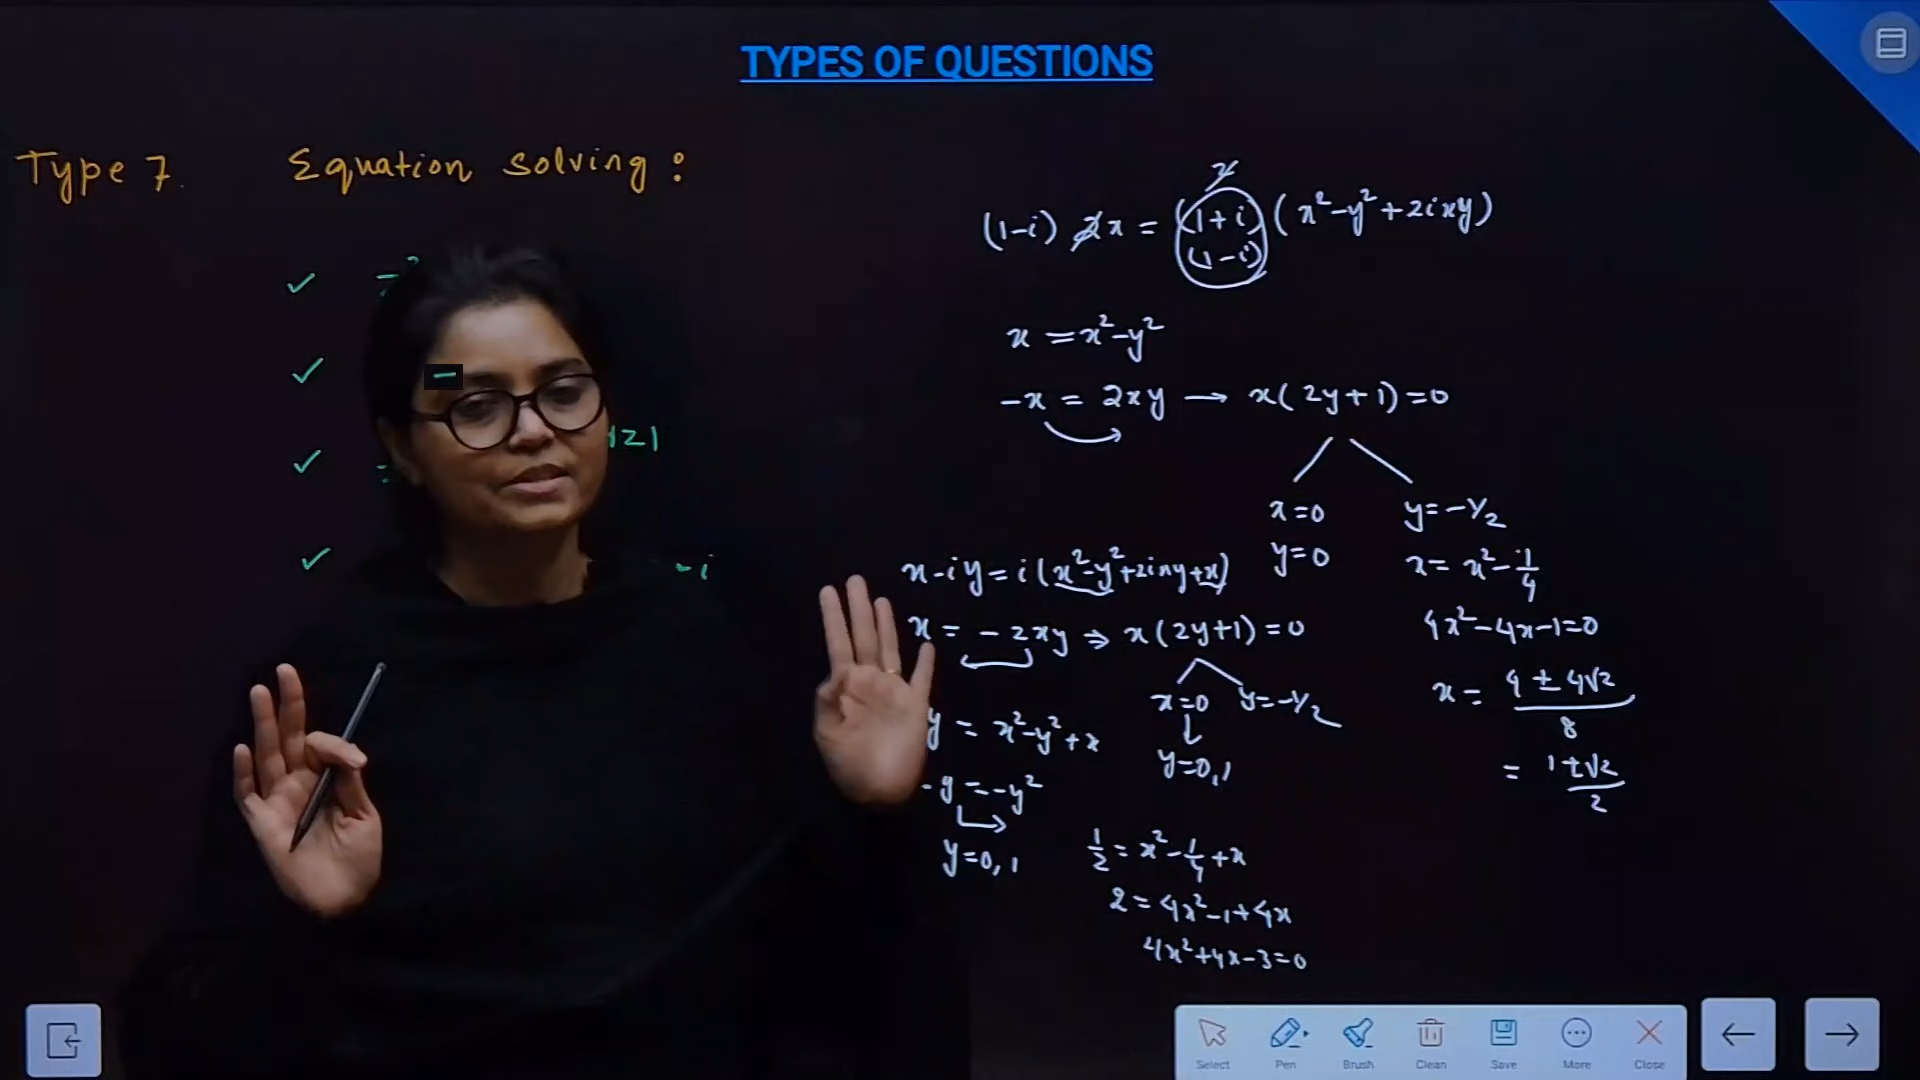 TYPES OF QUESTIONS
Type 7. Equation solving :
(1-i) 2x = (1+i) (x²-y²+2ixy)
(1-i)
x = x²-y²
-x = 2xy → x(2y+1)=0
|z|
x=0 y=-1/2
y=0 x= x²-1/4
-i
x-iy=i(x²-y²+2ixy+x)
4x²-4x-1=0
x = -2xy ⇒ x(2y+1)=0
x = 4±4√2
8
x=0 y=-1/2
y = x²-y²+x
y=0,1
= 1±√2
2
-y =-y²
y=0,1
1/2 = x²-1/4+x
2=4x²-1+4x
4x²+4x-3=0
Select Pen Brush Clean Save More Close